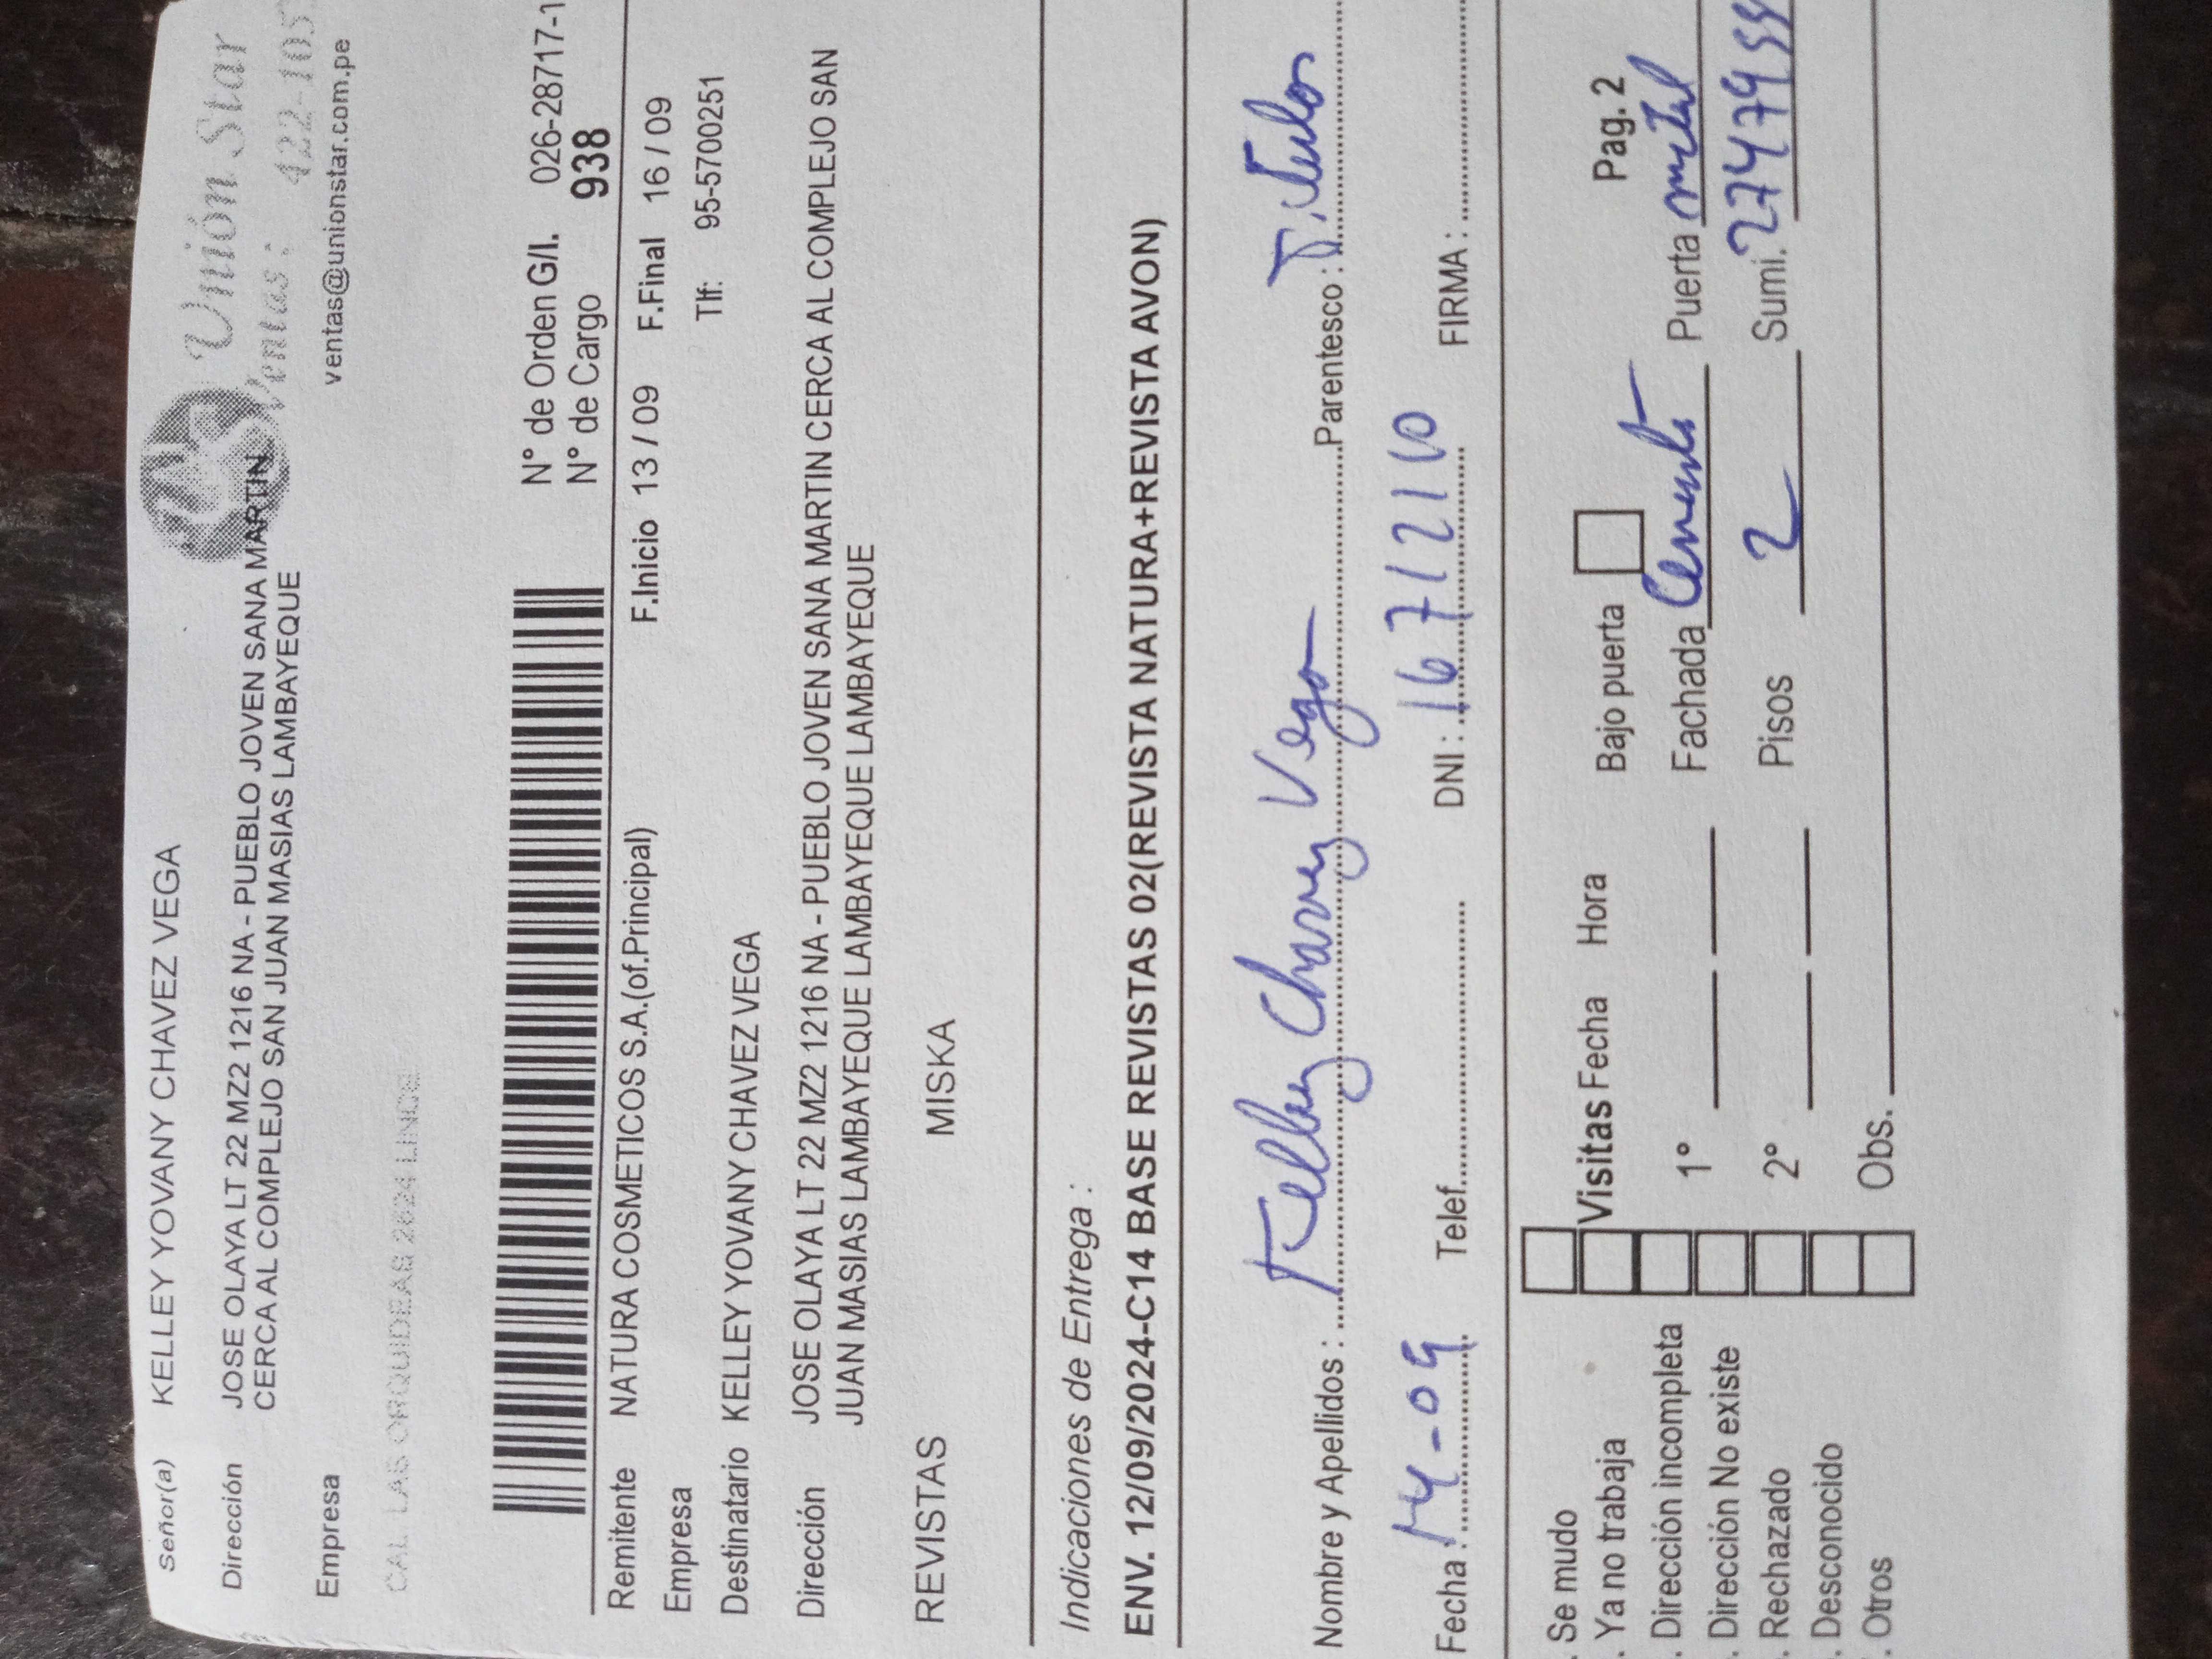 Señor(a) KELLEY YOVANY CHAVEZ VEGA
Unión Star
Ventas: 422-105
ventas@unionstar.com.pe
Dirección JOSE OLAYA LT 22 MZ2 1216 NA - PUEBLO JOVEN SANA MARTIN
CERCA AL COMPLEJO SAN JUAN MASIAS LAMBAYEQUE
Empresa
CAL LAS ORQUIDEAS 2624 LINCE
N° de Orden G/I. 026-28717-1
N° de Cargo 938
Remitente NATURA COSMETICOS S.A.(of.Principal) F.Inicio 13 / 09 F.Final 16 / 09
Empresa Tlf: 95-5700251
Destinatario KELLEY YOVANY CHAVEZ VEGA
Dirección JOSE OLAYA LT 22 MZ2 1216 NA - PUEBLO JOVEN SANA MARTIN CERCA AL COMPLEJO SAN
JUAN MASIAS LAMBAYEQUE LAMBAYEQUE LAMBAYEQUE
REVISTAS MISKA
Indicaciones de Entrega :
ENV. 12/09/2024-C14 BASE REVISTAS 02(REVISTA NATURA+REVISTA AVON)
Nombre y Apellidos : Kelley Chavez Vega Parentesco :
Fecha : 14-09 Telef. DNI : 16712110 FIRMA :
. Se mudo
. Ya no trabaja Visitas Fecha Hora Bajo puerta Pag. 2
. Dirección incompleta 1° Fachada Cemento Puerta metal
. Dirección No existe
. Rechazado 2° Pisos 2 Sumi. 27479
. Desconocido
. Otros Obs.